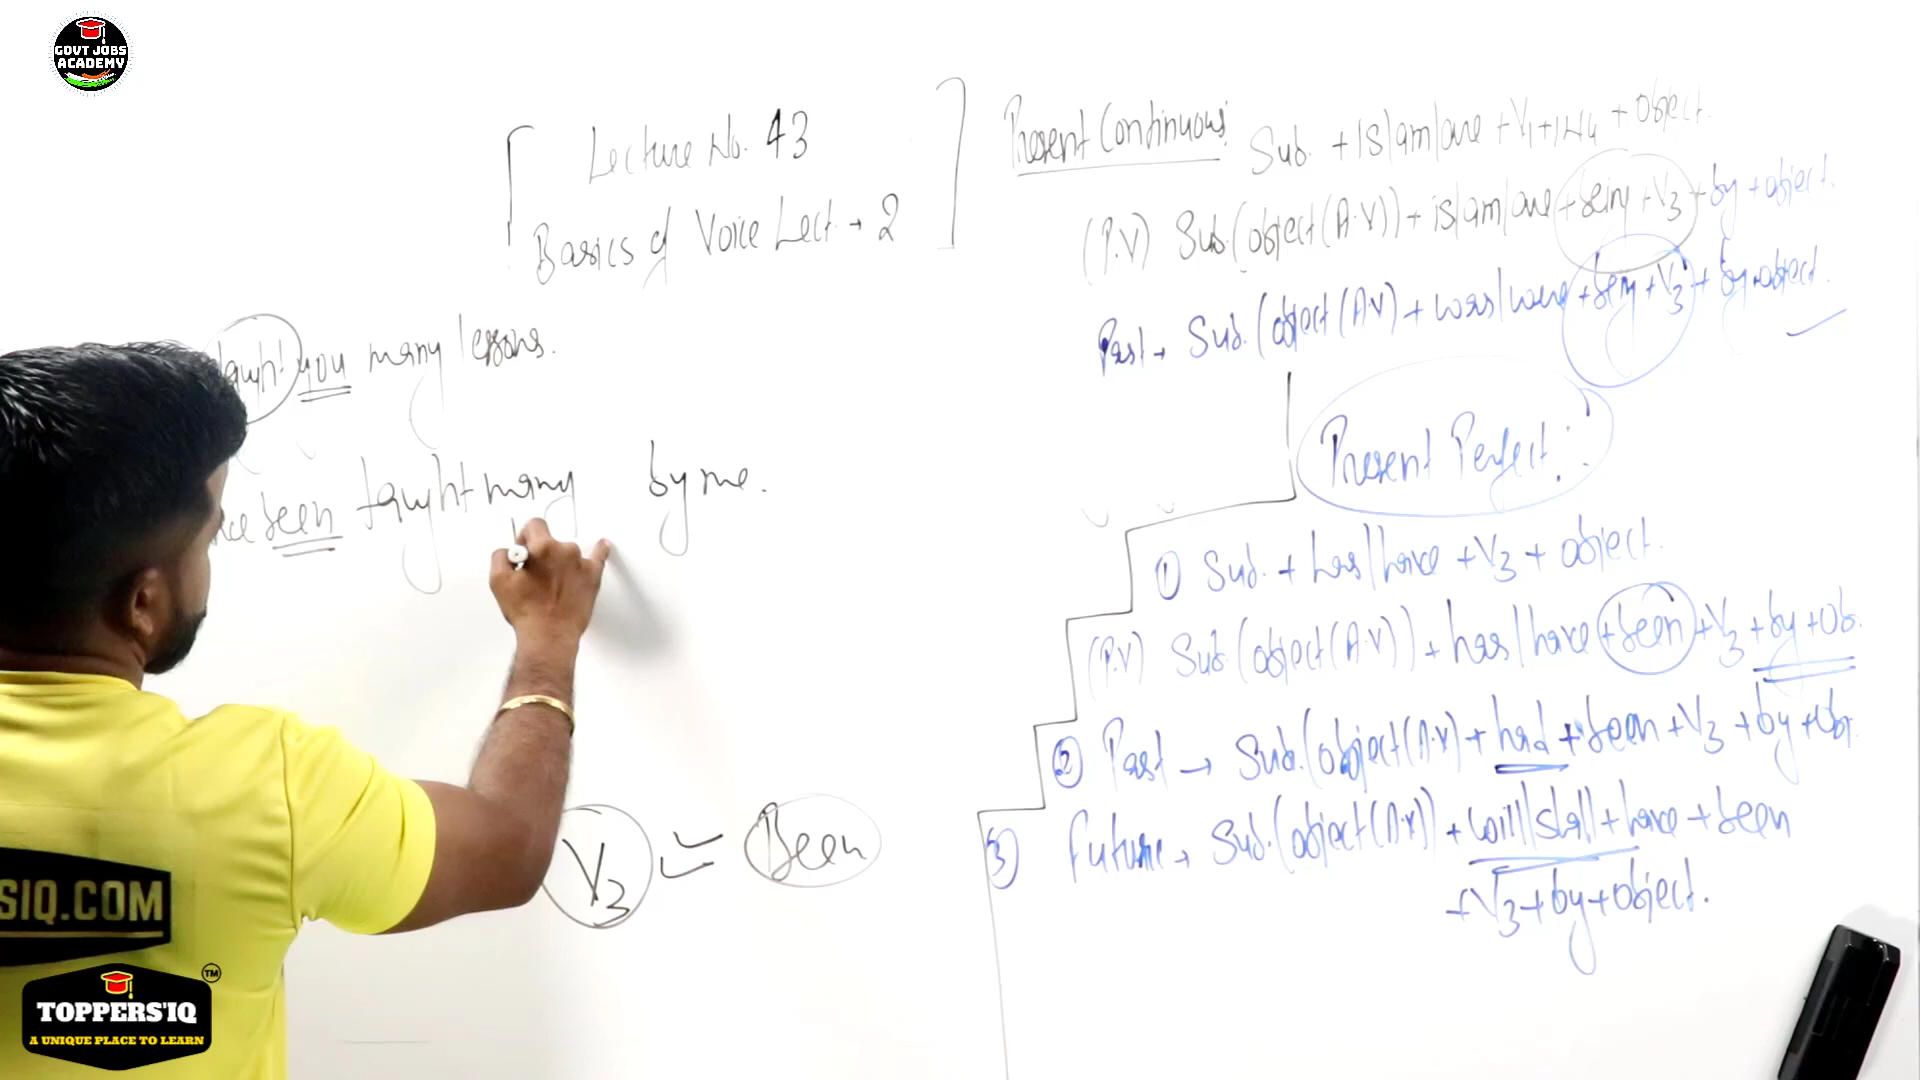 GOVT JOBS
ACADEMY
Lecture No. 43
Basics of Voice Lect. → 2
taught you many lessons.
been taught many by me.
V3 Been
Present Continuous: Sub. + is|am|are + V1 + ing + object.
(P.V) Sub. (object (A.V)) + is|am|are + being + V3 + by + object.
Past → Sub. (object (A.V) + was|were + being + V3 + by + object.
Present Perfect:
① Sub. + has|have + V3 + object.
(P.V) Sub. (object (A.V)) + has|have + been + V3 + by + Ob.
② Past → Sub. (object (A.V) + had + been + V3 + by + Obj.
③ Future → Sub. (object (A.V)) + will|shall + have + been
+ V3 + by + object.
SIQ.COM
TOPPERS'IQ
TM
A UNIQUE PLACE TO LEARN